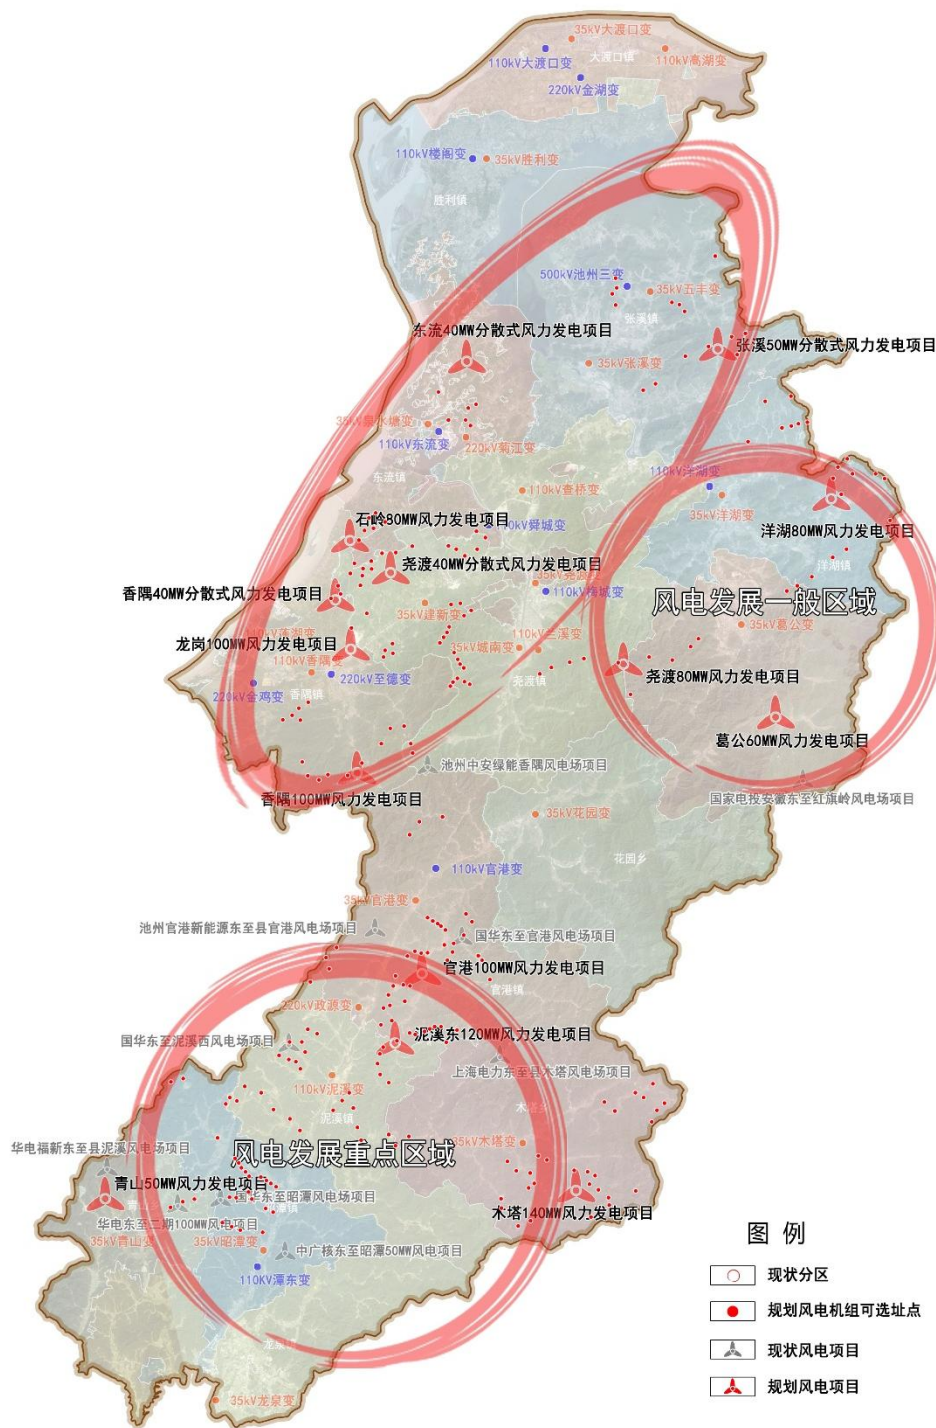 35kV大渡口变
110kV大渡口变
大渡口镇
110kV高湖变
220kV金湖变
110kV楼阁变
35kV胜利变
胜利镇
500kV池州三变
35kV五丰变
张溪镇
东流40MW分散式风力发电项目
张溪50MW分散式风力发电项目
35kV张溪变
110kV东流变
220kV菊江变
东流镇
110kV洋湖变
110kV查桥变
35kV洋湖变
石岭80MW风力发电项目
110kV舜城变
洋湖80MW风力发电项目
洋湖镇
尧渡40MW分散式风力发电项目
35kV尧渡变
110kV梅城变
香隅40MW分散式风力发电项目
35kV建新变
风电发展一般区域
35kV葛公变
龙岗100MW风力发电项目
35kV城南变
110kV兰溪变
110kV香隅变
220kV至德变
220kV金鸡变
香隅镇
尧渡镇
尧渡80MW风力发电项目
葛公60MW风力发电项目
池州中安绿能香隅风电场项目
香隅100MW风力发电项目
国家电投安徽东至红旗岭风电场项目
35kV花园变
花园乡
110kV官港变
35kV官港变
池州官港新能源东至县官港风电场项目
国华东至官港风电场项目
官港100MW风力发电项目
官港镇
220kV政源变
国华东至泥溪西风电场项目
泥溪东120MW风力发电项目
上海电力东至县木塔风电场项目
110kV泥溪变
泥溪镇
35kV木塔变
华电福新东至县泥溪风电场项目
风电发展重点区域
青山50MW风力发电项目
国华东至昭潭风电场项目
华电东至二期100MW风电项目
木塔140MW风力发电项目
35kV青山变
35kV昭潭变
中广核东至昭潭50MW风电项目
110KV潭东变
龙泉镇
35kV龙泉变
图 例
现状分区
规划风电机组可选址点
现状风电项目
规划风电项目